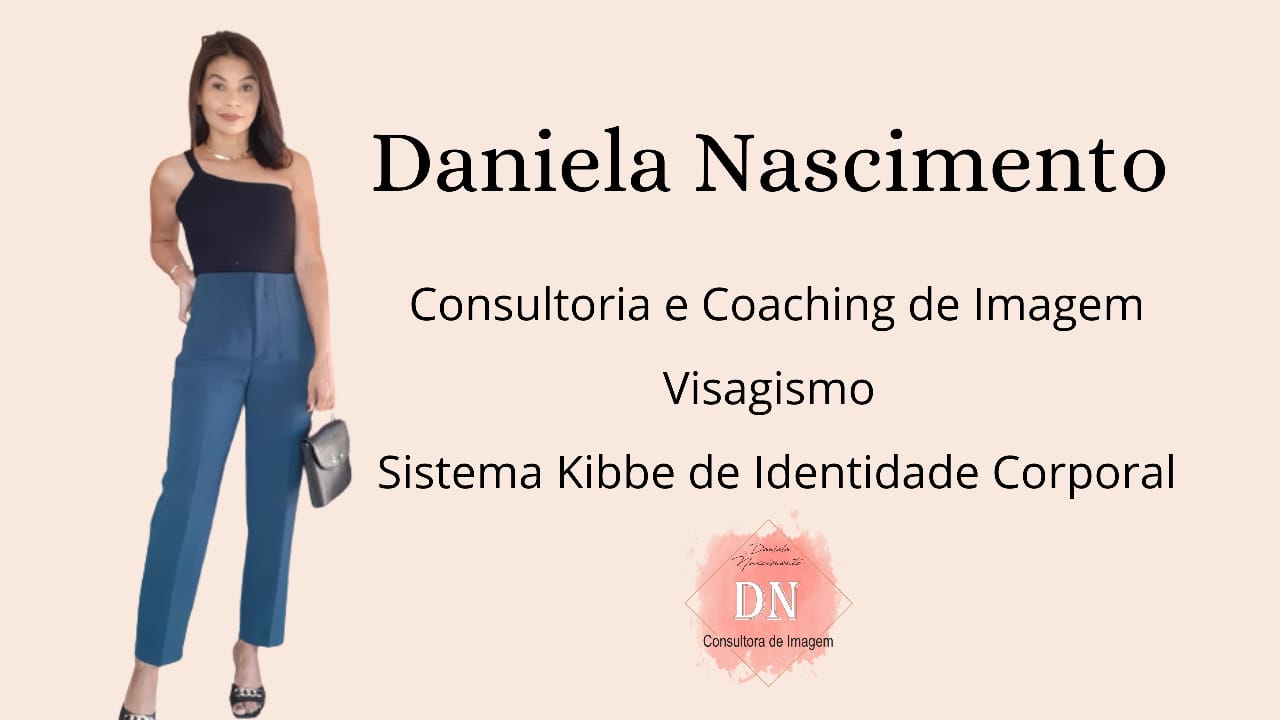 Daniela Nascimento
Consultoria e Coaching de Imagem
Visagismo
Sistema Kibbe de Identidade Corporal
Daniela
Nascimento
DN
Consultora de Imagem